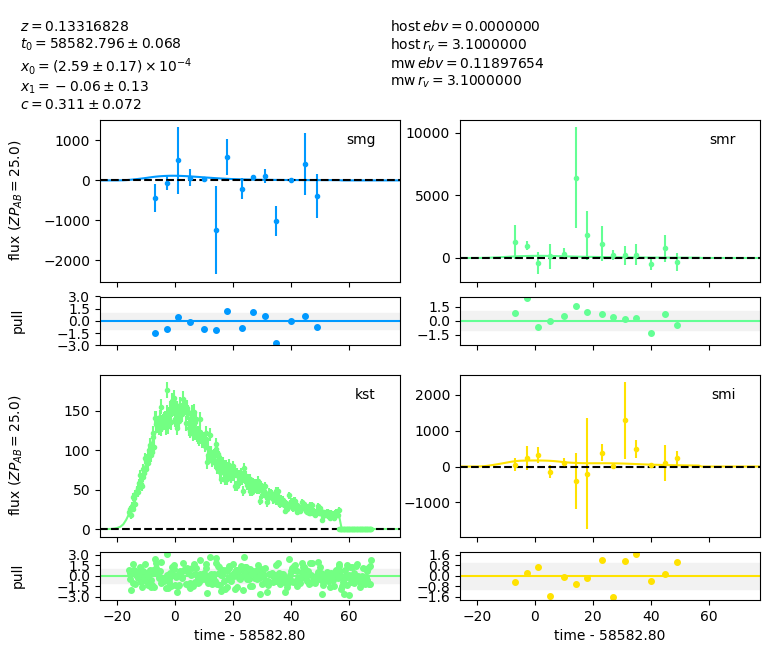 z = 0.13316828
t₀ = 58582.796 ± 0.068
x₀ = (2.59 ± 0.17) × 10⁻⁴
x₁ = −0.06 ± 0.13
c = 0.311 ± 0.072
host ebv = 0.0000000
host r_v = 3.1000000
mw ebv = 0.11897654
mw r_v = 3.1000000
flux (ZP_AB = 25.0)
1000
0
−1000
−2000
smg
10000
5000
0
smr
pull
3.0
1.5
0.0
−1.5
−3.0
1.5
0.0
−1.5
flux (ZP_AB = 25.0)
150
100
50
0
kst
2000
1000
0
−1000
smi
pull
3.0
1.5
0.0
−1.5
−3.0
1.6
0.8
0.0
−0.8
−1.6
−20 0 20 40 60
−20 0 20 40 60
time - 58582.80
time - 58582.80